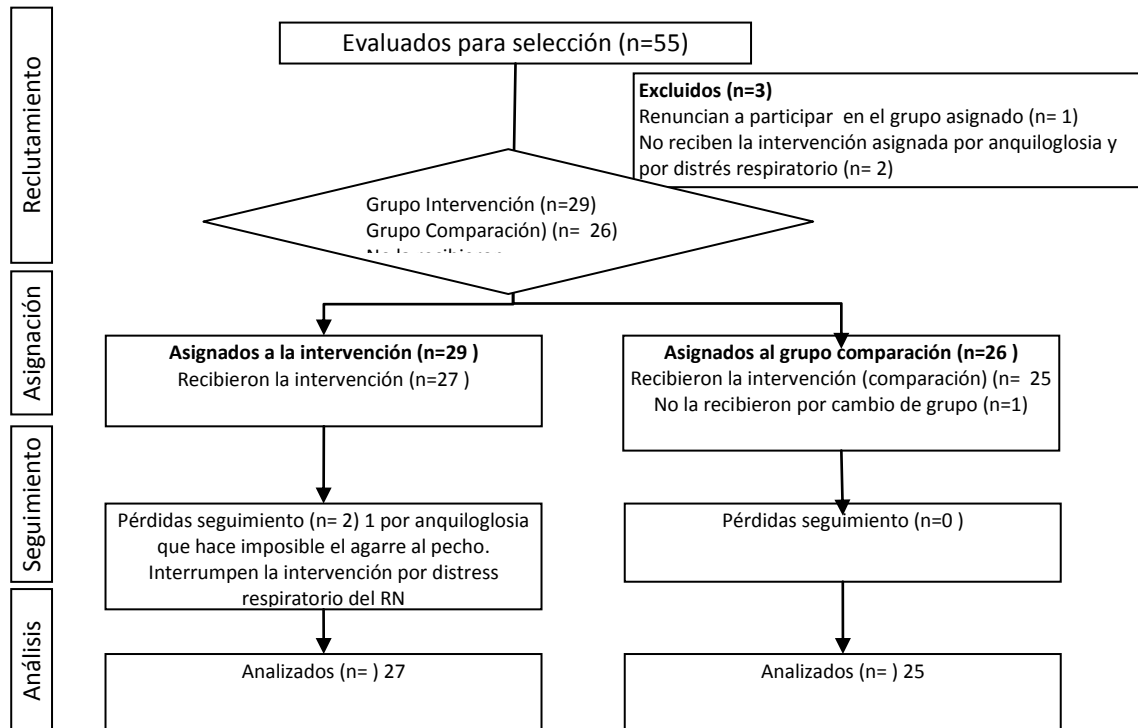 Reclutamiento
Evaluados para selección (n=55)
Excluidos (n=3)
Renuncian a participar en el grupo asignado (n= 1)
No reciben la intervención asignada por anquiloglosia y
por distrés respiratorio (n= 2)
Grupo Intervención (n=29)
Grupo Comparación) (n= 26)
Asignación
Asignados a la intervención (n=29 )
Recibieron la intervención (n=27 )
Asignados al grupo comparación (n=26 )
Recibieron la intervención (comparación) (n= 25
No la recibieron por cambio de grupo (n=1)
Seguimiento
Pérdidas seguimiento (n= 2) 1 por anquiloglosia
que hace imposible el agarre al pecho.
Interrumpen la intervención por distress
respiratorio del RN
Pérdidas seguimiento (n=0 )
Análisis
Analizados (n= ) 27
Analizados (n= ) 25